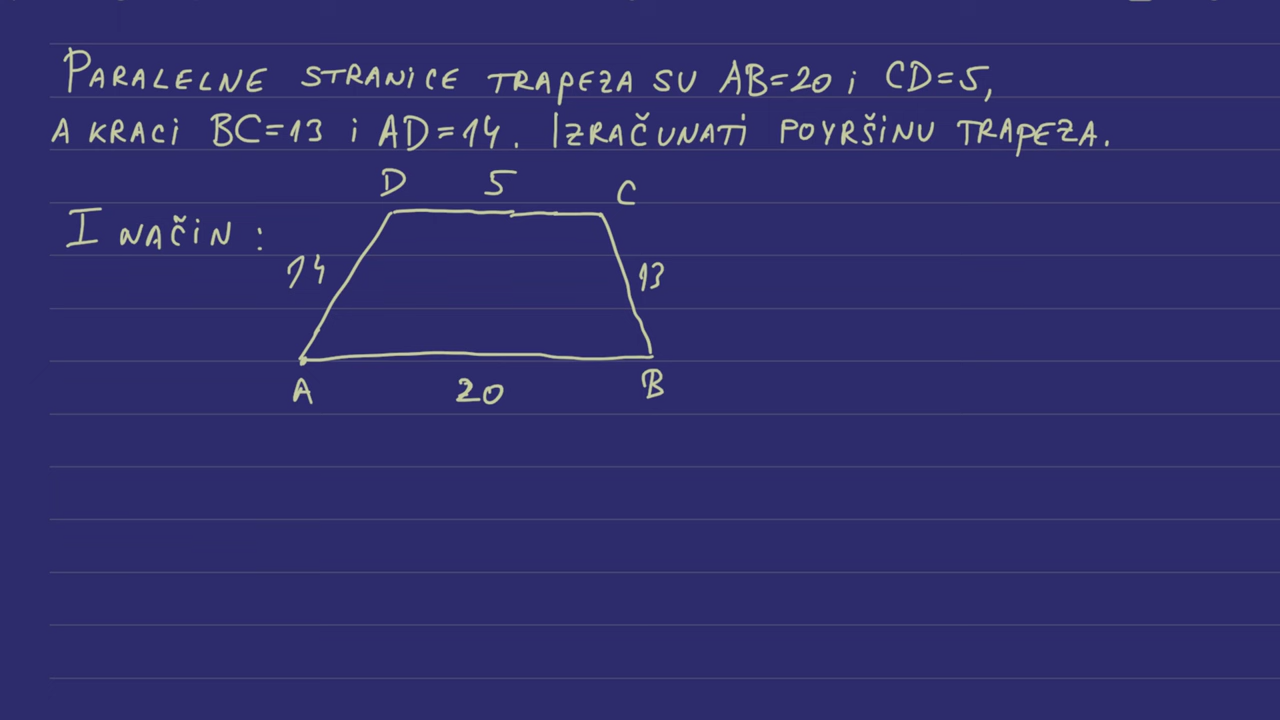 PARALELNE STRANICE TRAPEZA SU AB=20 i CD=5,
A KRACI BC=13 i AD=14. IZRAČUNATI POVRŠINU TRAPEZA.
D 5 C
I NAČIN:
14 13
A 20 B